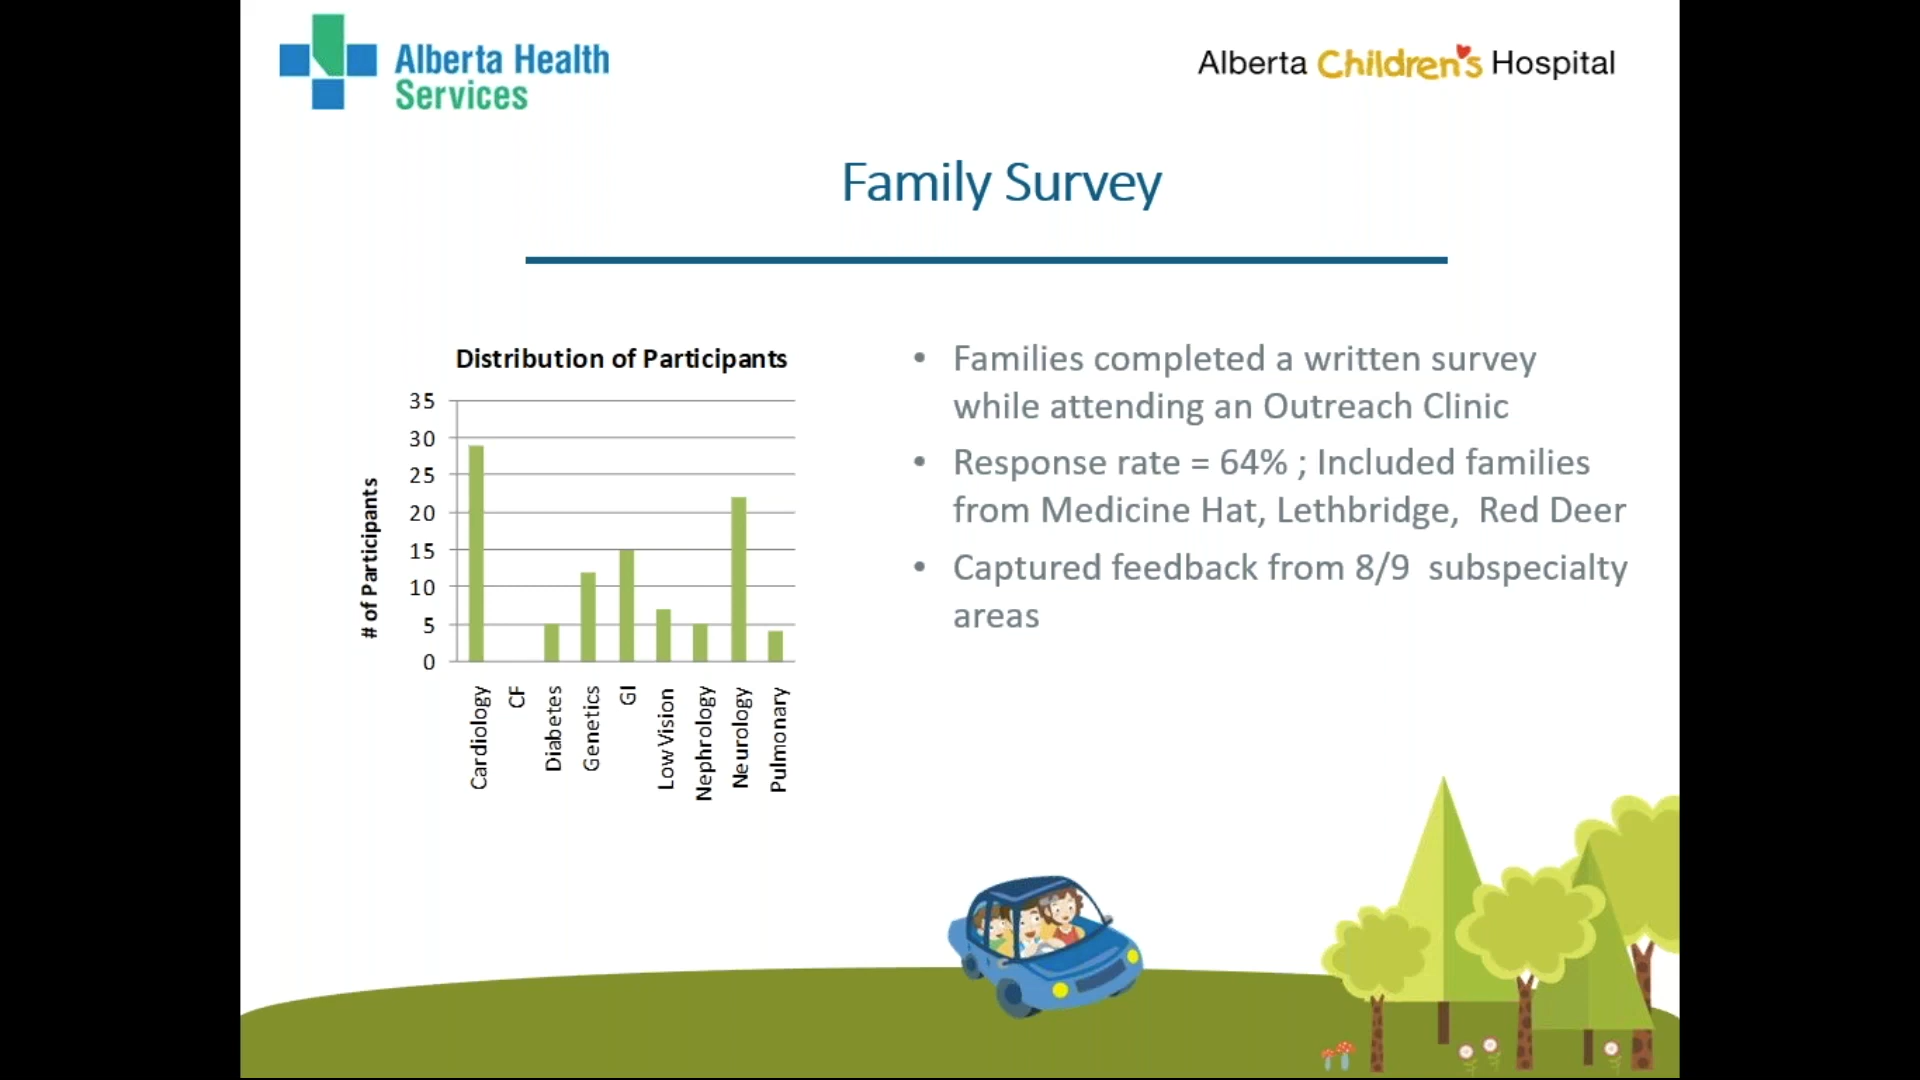 Alberta Health
Services
Alberta Children's Hospital
Family Survey
Distribution of Participants
35
30
25
20
15
10
5
0
# of Participants
Cardiology
CF
Diabetes
Genetics
GI
Low Vision
Nephrology
Neurology
Pulmonary
• Families completed a written survey
while attending an Outreach Clinic
• Response rate = 64% ; Included families
from Medicine Hat, Lethbridge, Red Deer
• Captured feedback from 8/9 subspecialty
areas